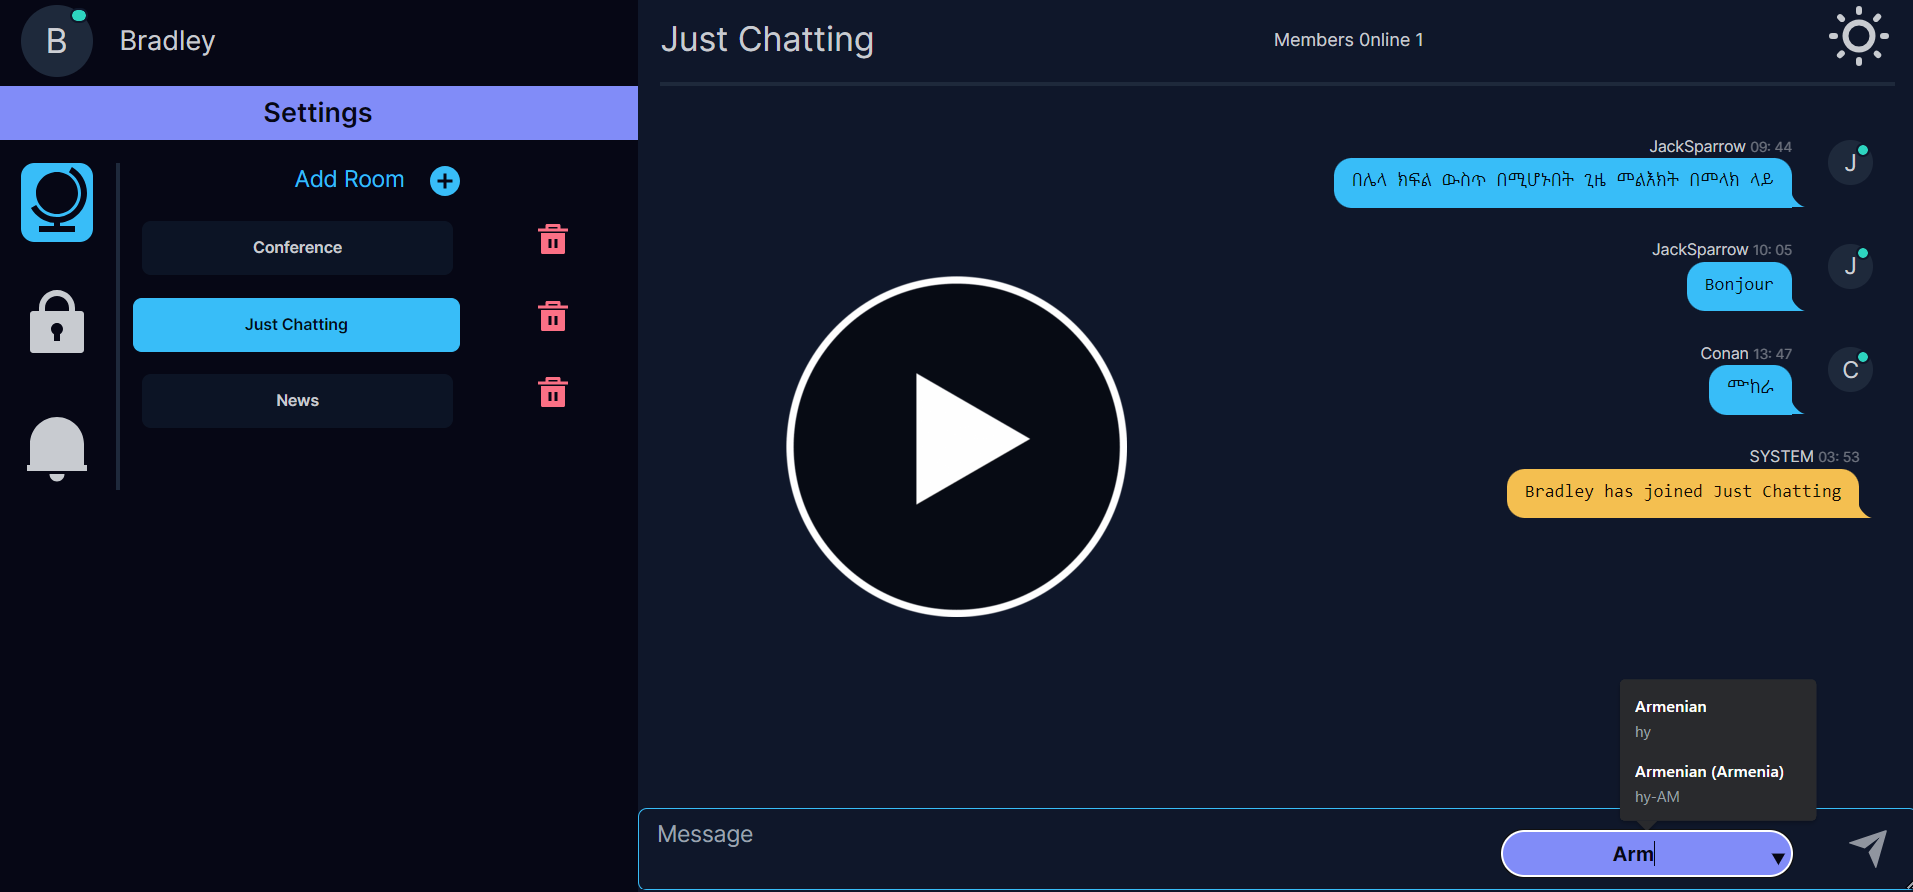 B
Bradley
Settings
Add Room
Conference
Just Chatting
News
Just Chatting
Members 0nline 1
JackSparrow 09: 44
J
በሌላ ክፍል ውስጥ በሚሆኑበት ጊዜ መልእክት በመላክ ላይ
JackSparrow 10: 05
J
Bonjour
Conan 13: 47
C
ሙከራ
SYSTEM 03: 53
Bradley has joined Just Chatting
Armenian
hy
Armenian (Armenia)
hy-AM
Message
Arm